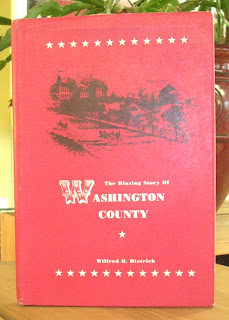 The Blazing Story Of
WASHINGTON
COUNTY
Wilfred O. Dietrich